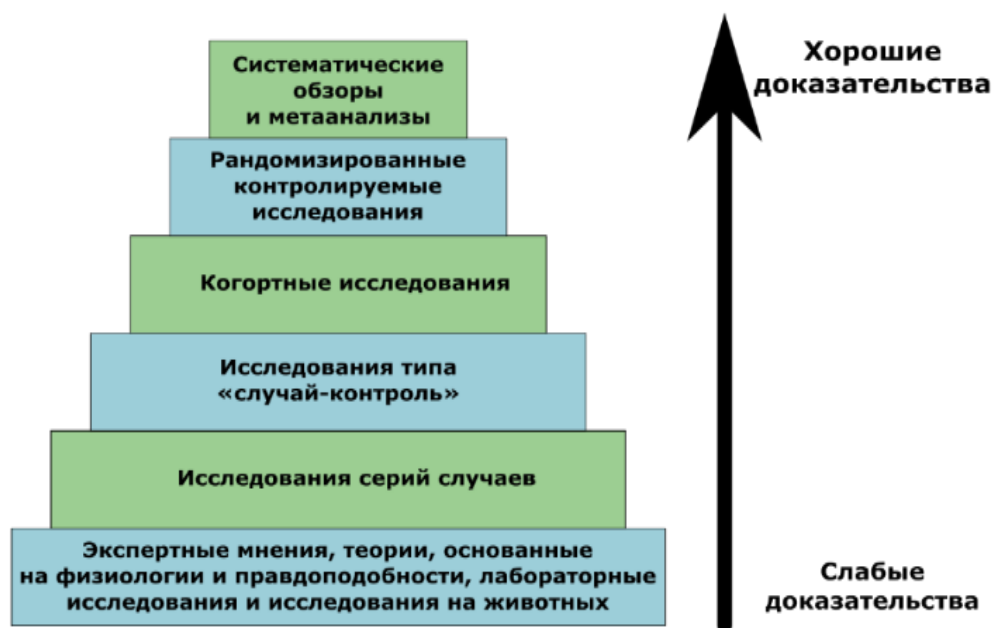 Систематические
обзоры
и метаанализы
Рандомизированные
контролируемые
исследования
Когортные исследования
Исследования типа
«случай-контроль»
Исследования серий случаев
Экспертные мнения, теории, основанные
на физиологии и правдоподобности, лабораторные
исследования и исследования на животных
Хорошие
доказательства
Слабые
доказательства